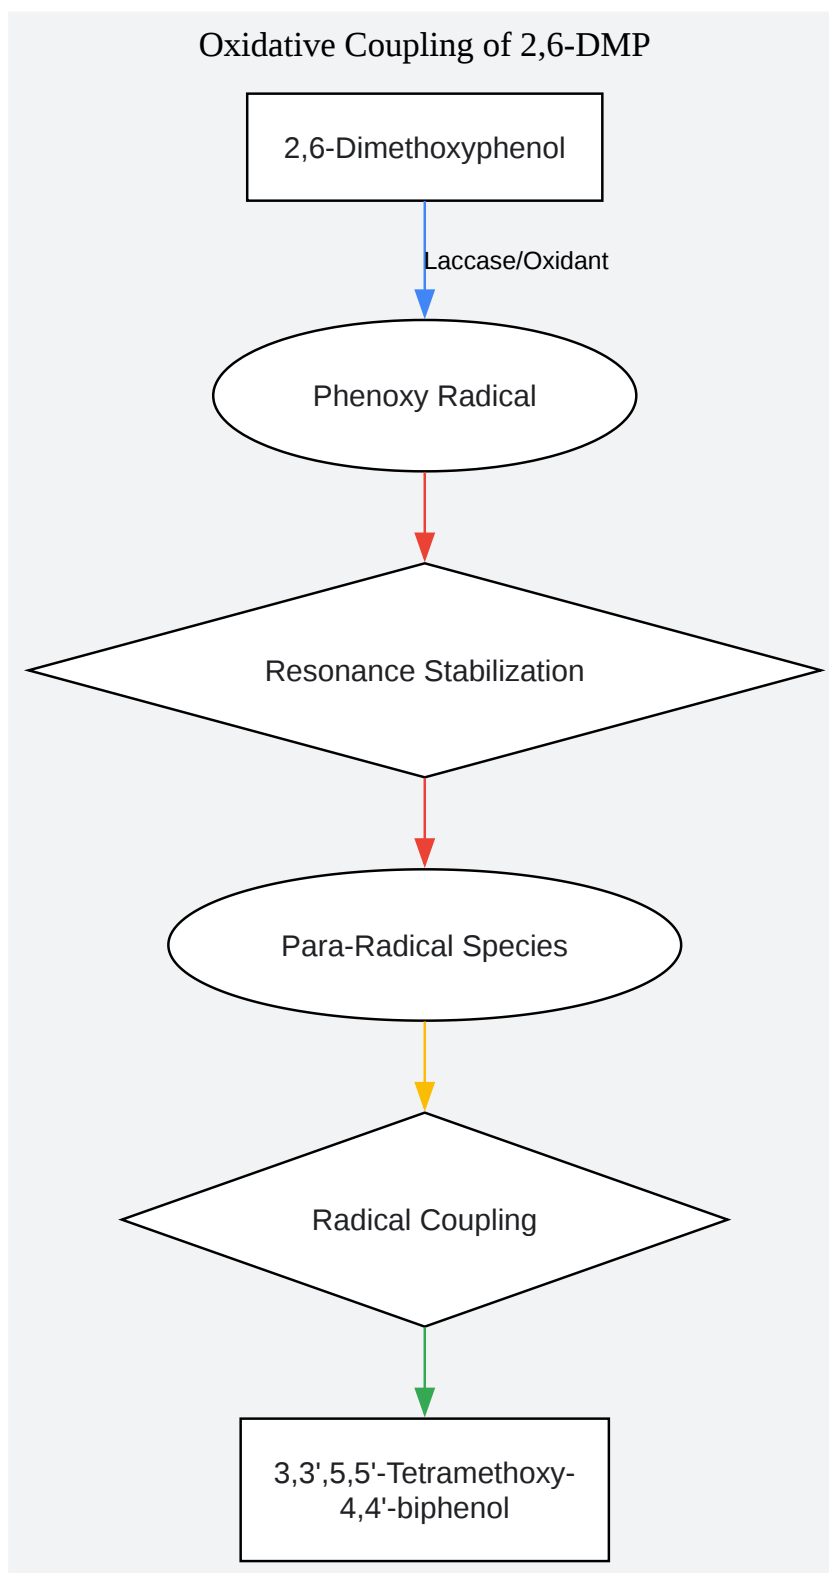 Oxidative Coupling of 2,6-DMP
2,6-Dimethoxyphenol
Laccase/Oxidant
Phenoxy Radical
Resonance Stabilization
Para-Radical Species
Radical Coupling
3,3',5,5'-Tetramethoxy-
4,4'-biphenol